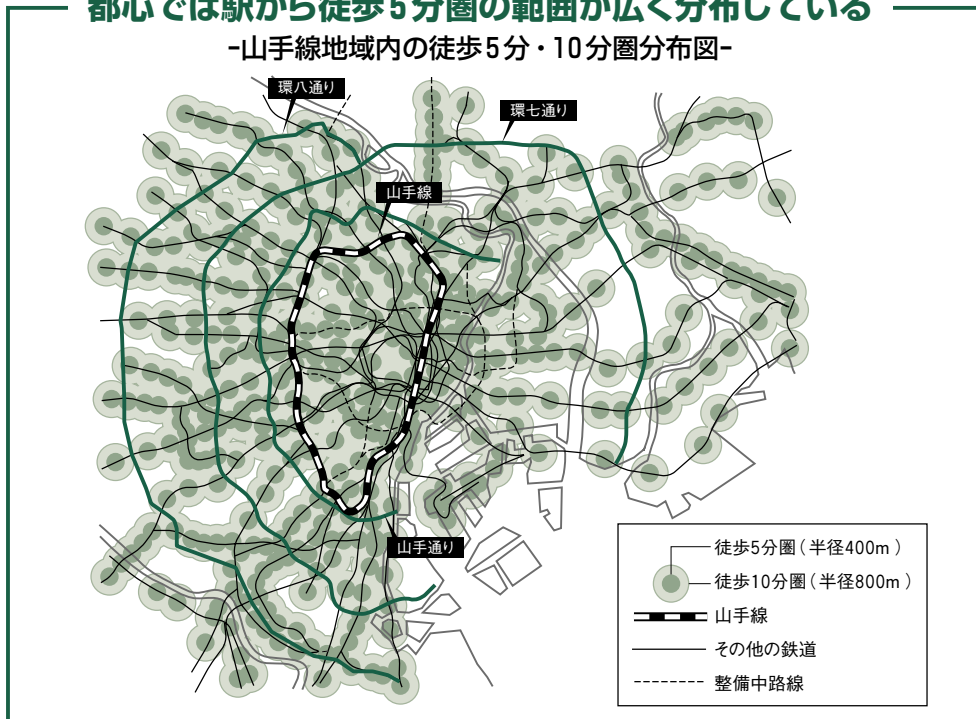 都心では駅から徒歩5分圏の範囲が広く分布している
-山手線地域内の徒歩5分・10分圏分布図-
環八通り
環七通り
山手線
山手通り
徒歩5分圏(半径400m)
徒歩10分圏(半径800m)
山手線
その他の鉄道
整備中路線